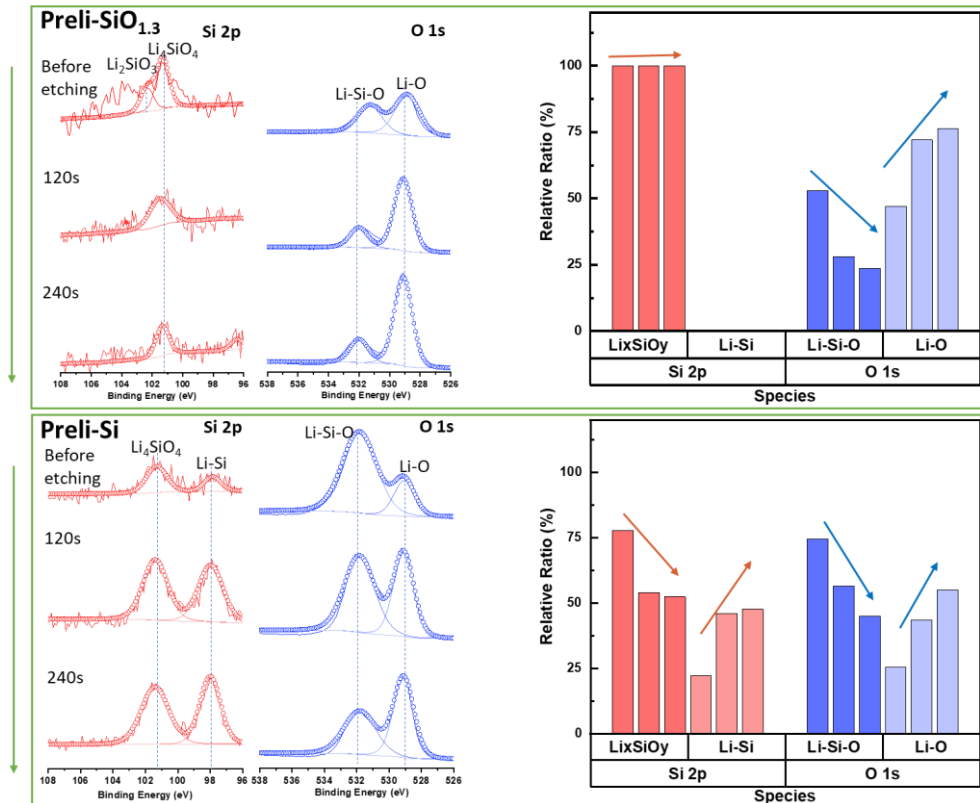 Preli-SiO1.3
Si 2p
O 1s
Before etching
Li2SiO3
Li4SiO4
Li-Si-O
Li-O
120s
240s
108 106 104 102 100 98 96
Binding Energy (eV)
538 536 534 532 530 528 526
Binding Energy (eV)
Relative Ratio (%)
100
75
50
25
0
LixSiOy
Li-Si
Li-Si-O
Li-O
Si 2p
O 1s
Species
Preli-Si
Si 2p
O 1s
Before etching
Li4SiO4
Li-Si
Li-Si-O
Li-O
120s
240s
108 106 104 102 100 98 96
Binding Energy (eV)
538 536 534 532 530 528 526
Binding Energy (eV)
Relative Ratio (%)
100
75
50
25
0
LixSiOy
Li-Si
Li-Si-O
Li-O
Si 2p
O 1s
Species